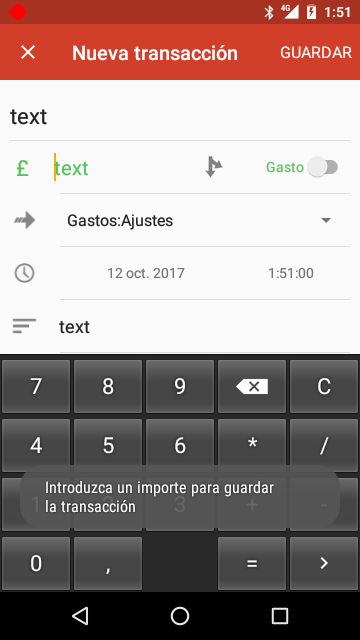 4G 1:51
Nueva transacción GUARDAR
text
£ text Gasto
Gastos:Ajustes
12 oct. 2017 1:51:00
text
7 8 9 C
4 5 6 * /
Introduzca un importe para guardar
la transacción
1 3 + -
0 , = >